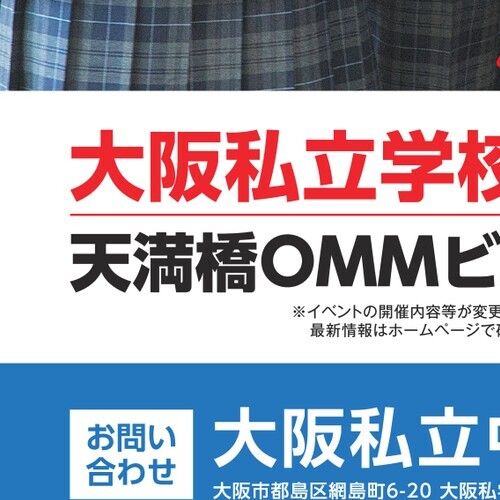 大阪私立学校
天満橋OMMビ
※イベントの開催内容等が変更
最新情報はホームページで
お問い
合わせ
大阪私立中
大阪市都島区網島町6-20 大阪私